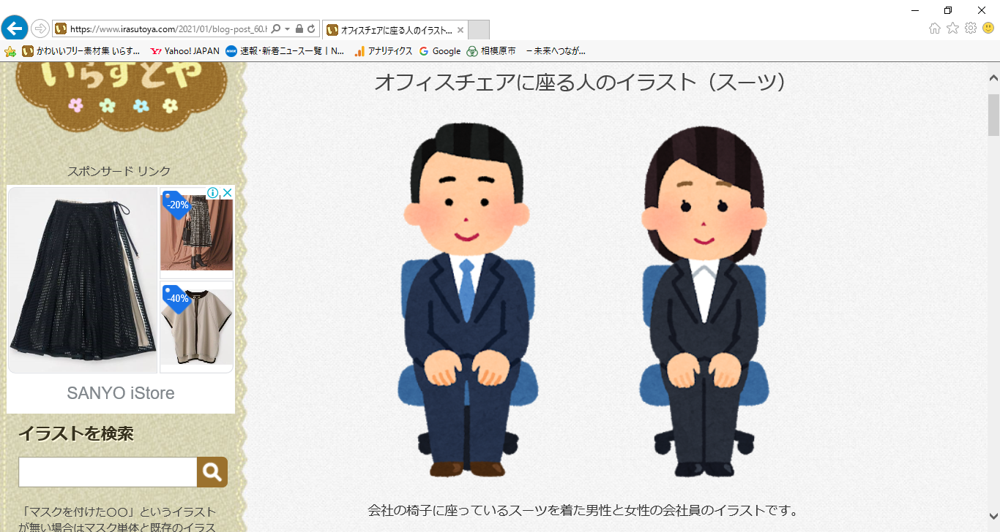 https://www.irasutoya.com/2021/01/blog-post_60.h
オフィスチェアに座る人のイラスト...
かわいいフリー素材集 いらす...
Yahoo! JAPAN
速報・新着ニュース一覧 | N...
アナリティクス
Google
相模原市 －未来へつなが...
いらすとや
オフィスチェアに座る人のイラスト（スーツ）
スポンサード リンク
-20%
-40%
SANYO iStore
イラストを検索
「マスクを付けた〇〇」というイラスト
が無い場合はマスク単体と既存のイラス
会社の椅子に座っているスーツを着た男性と女性の会社員のイラストです。